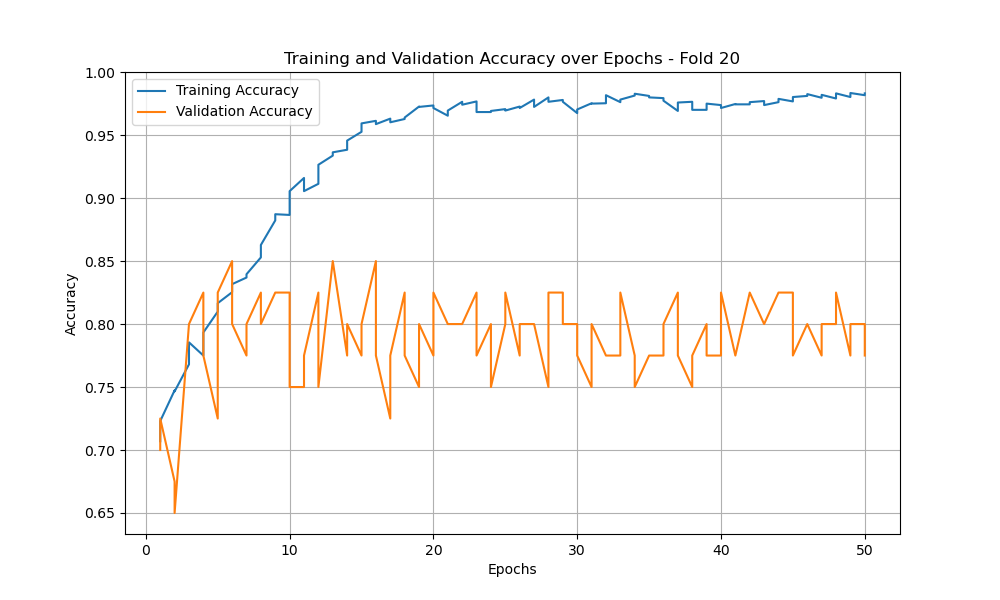 Training and Validation Accuracy over Epochs - Fold 20
Training Accuracy
Validation Accuracy
1.00
0.95
0.90
0.85
0.80
0.75
0.70
0.65
Accuracy
0 10 20 30 40 50
Epochs